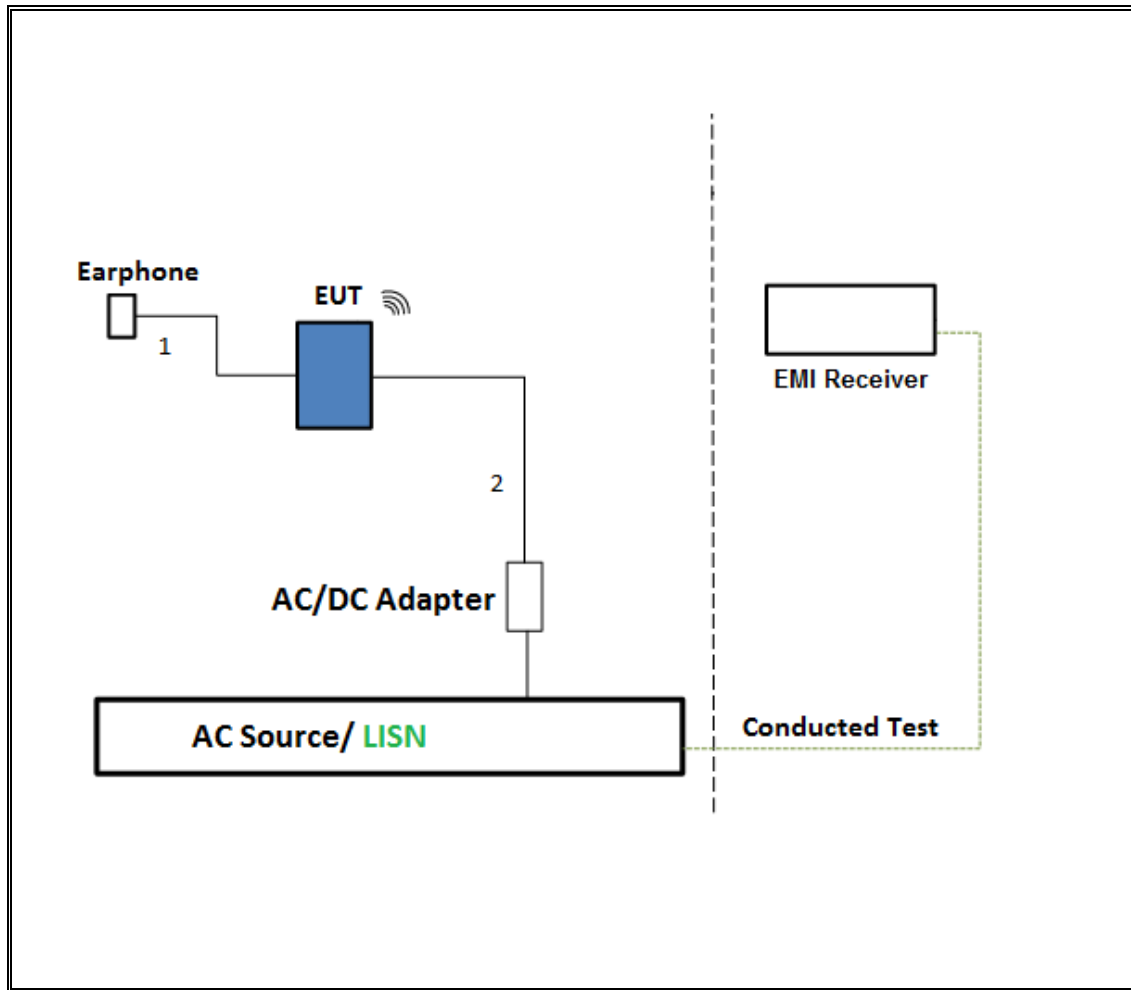 Earphone
1
EUT
2
AC/DC Adapter
AC Source/ LISN
EMI Receiver
Conducted Test